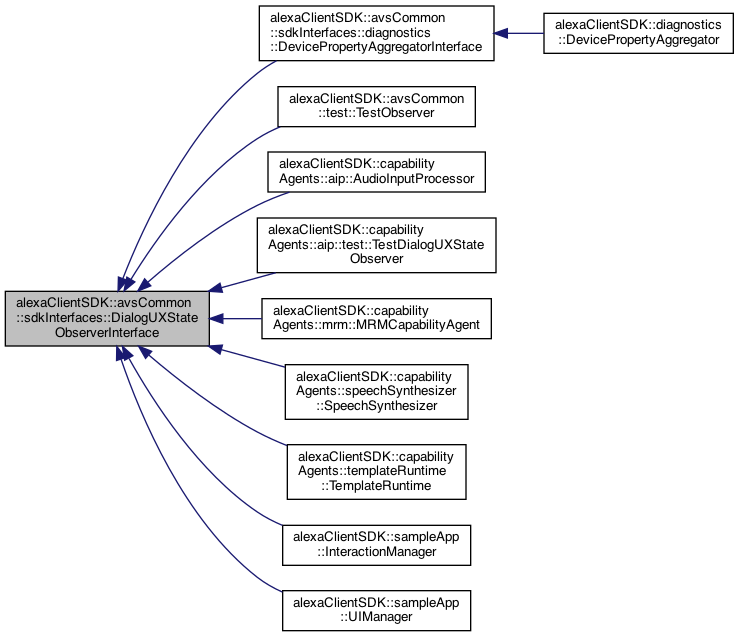 alexaClientSDK::avsCommon
::sdkInterfaces::diagnostics
::DevicePropertyAggregatorInterface
alexaClientSDK::diagnostics
::DevicePropertyAggregator
alexaClientSDK::avsCommon
::test::TestObserver
alexaClientSDK::capability
Agents::aip::AudioInputProcessor
alexaClientSDK::capability
Agents::aip::test::TestDialogUXState
Observer
alexaClientSDK::avsCommon
::sdkInterfaces::DialogUXState
ObserverInterface
alexaClientSDK::capability
Agents::mrm::MRMCapabilityAgent
alexaClientSDK::capability
Agents::speechSynthesizer
::SpeechSynthesizer
alexaClientSDK::capability
Agents::templateRuntime
::TemplateRuntime
alexaClientSDK::sampleApp
::InteractionManager
alexaClientSDK::sampleApp
::UIManager